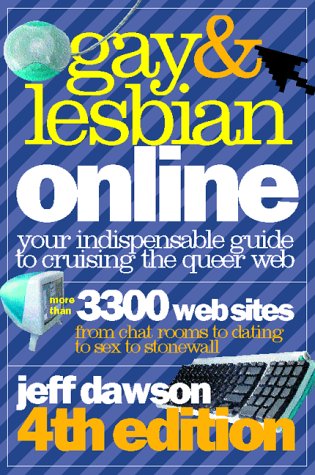 gay&
lesbian
online
your indispensable guide
to cruising the queer web
more than 3300 web sites
from chat rooms to dating
to sex to stonewall
jeff dawson
4th edition